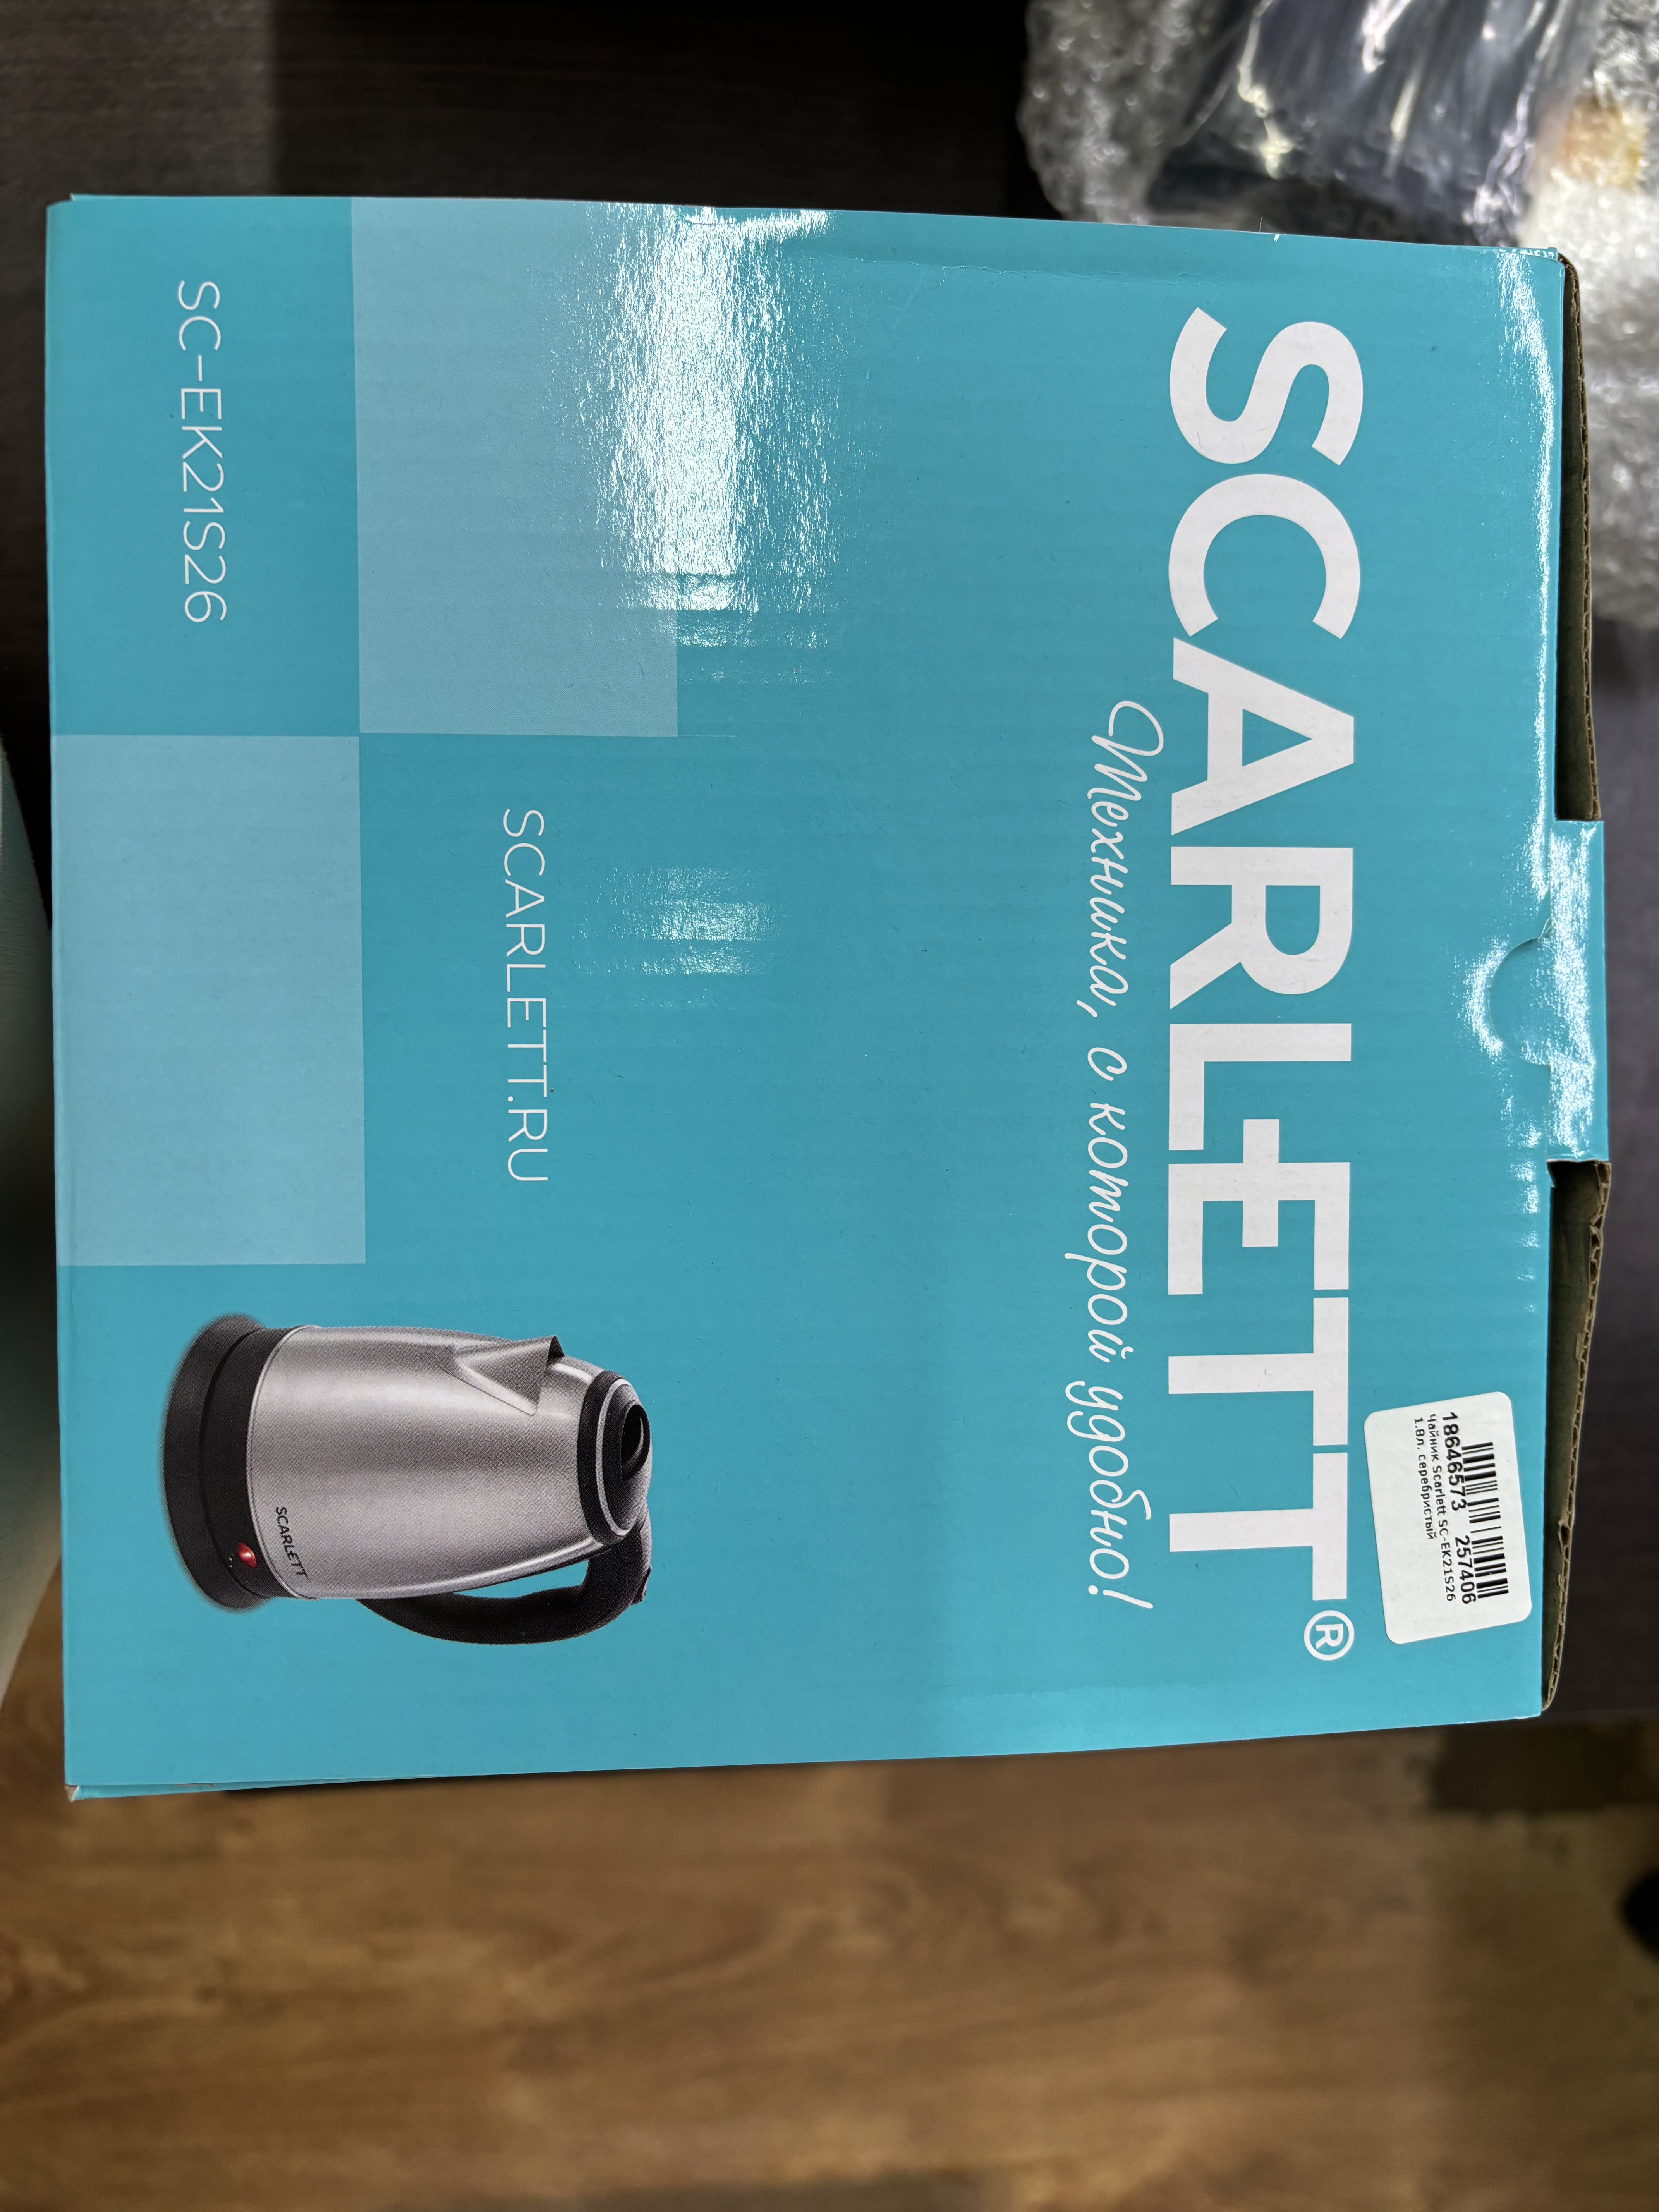 18646573 257406
Чайник Scarlett SC-EK21S26
1.8л. серебристый
SCARLETT®
Техника, с которой удобно!
SCARLETT.RU
SCARLETT
SC-EK21S26